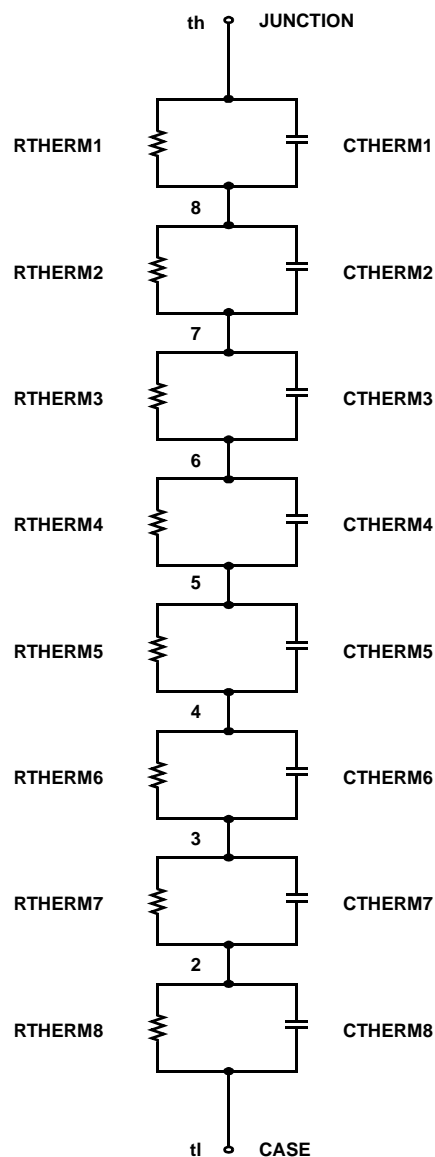 th JUNCTION
RTHERM1 CTHERM1
8
RTHERM2 CTHERM2
7
RTHERM3 CTHERM3
6
RTHERM4 CTHERM4
5
RTHERM5 CTHERM5
4
RTHERM6 CTHERM6
3
RTHERM7 CTHERM7
2
RTHERM8 CTHERM8
tl CASE